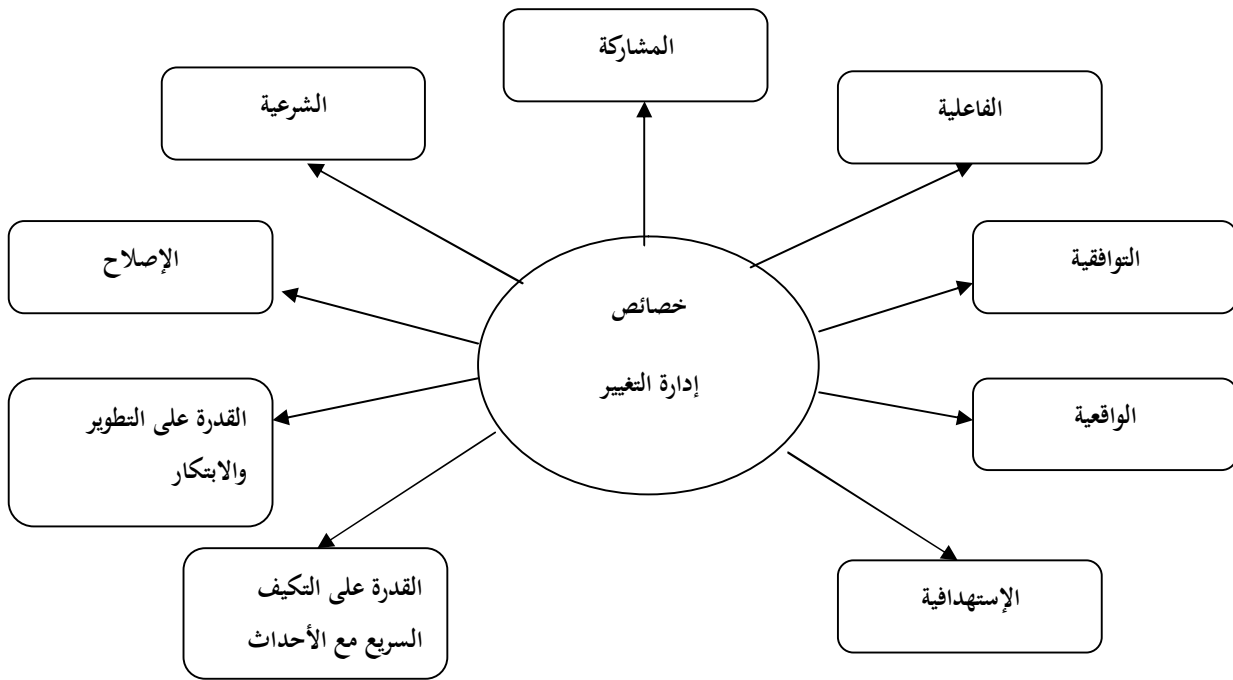 المشاركة
الفاعلية
الشرعية
التوافقية
الإصلاح
خصائص
إدارة التغيير
الواقعية
القدرة على التطوير
والابتكار
الإستهدافية
القدرة على التكيف
السريع مع الأحداث